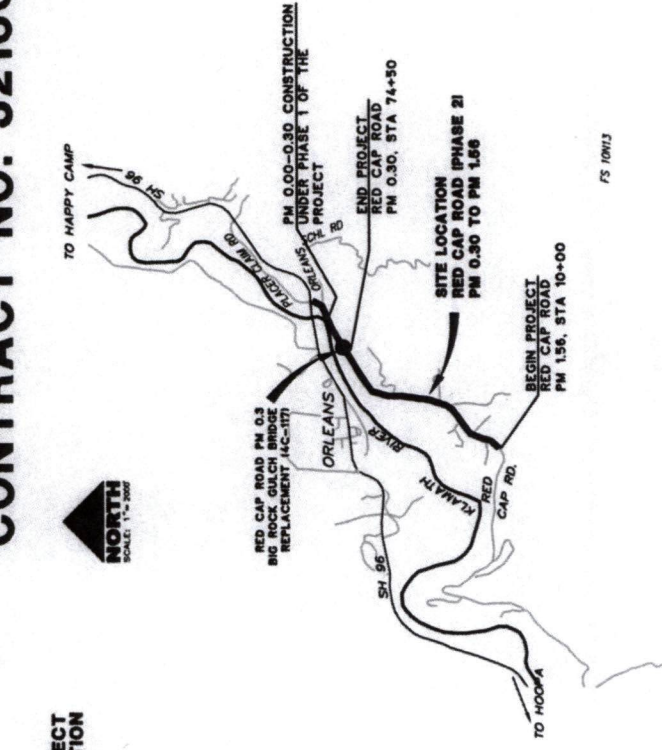 CONTRACT NO.
ECT
TION
NORTH
SCALE: 1"= 2000'
TO HAPPY CAMP
SH 96
PLACER CLAIM RD
ORLEANS SCHL RD
PM 0.00-0.30 CONSTRUCTION
UNDER PHASE 1 OF THE
PROJECT
END PROJECT
RED CAP ROAD
PM 0.30, STA 74+50
SITE LOCATION
RED CAP ROAD (PHASE 2)
PM 0.30 TO PM 1.56
FS 10N13
RED CAP ROAD PM 0.3
BIG ROCK GULCH BRIDGE
REPLACEMENT (4C-117)
ORLEANS
KLAMATH RIVER
RED
CAP RD.
BEGIN PROJECT
RED CAP ROAD
PM 1.56, STA 10+00
SH 96
TO HOOPA